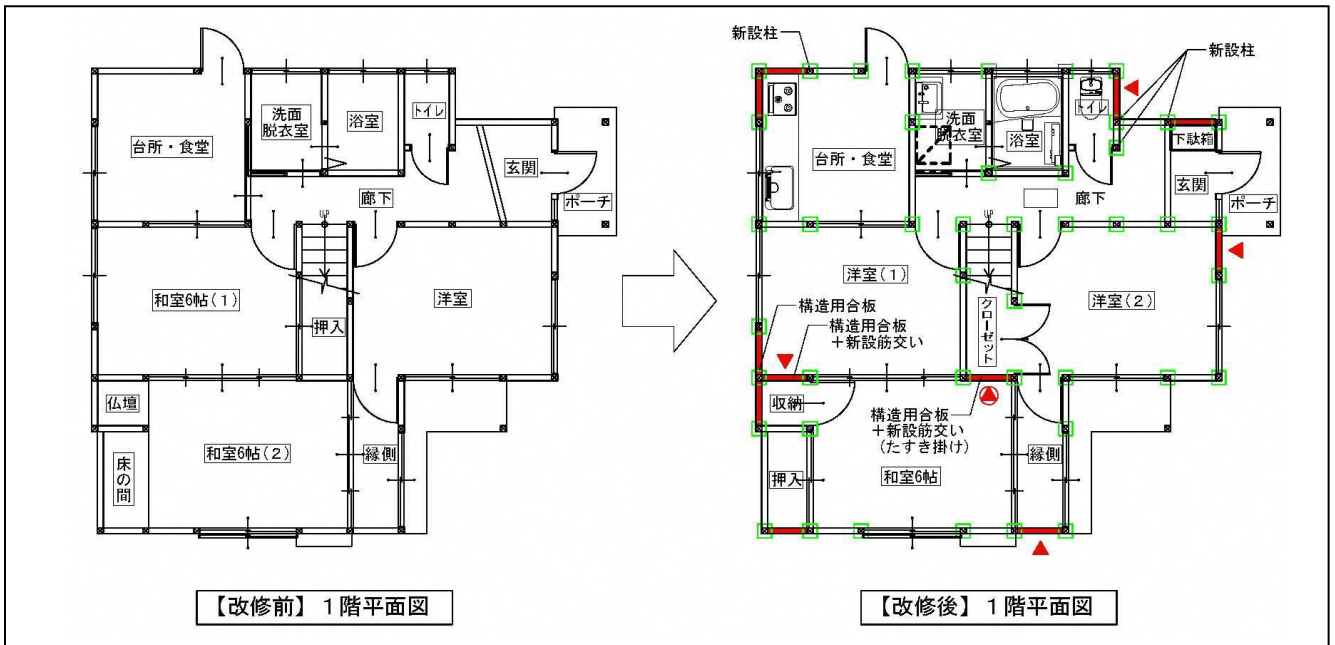 洗面
脱衣室
浴室
トイレ
台所・食堂
玄関
ポーチ
廊下
UP
和室6帖(1)
押入
洋室
仏壇
和室6帖(2)
床の間
縁側
【改修前】 1階平面図
新設柱
新設柱
洗面
脱衣室
浴室
トイレ
下駄箱
台所・食堂
玄関
ポーチ
廊下
UP
洋室(1)
洋室(2)
クローゼット
構造用合板
構造用合板
+新設筋交い
収納
構造用合板
+新設筋交い
(たすき掛け)
押入
和室6帖
縁側
【改修後】 1階平面図